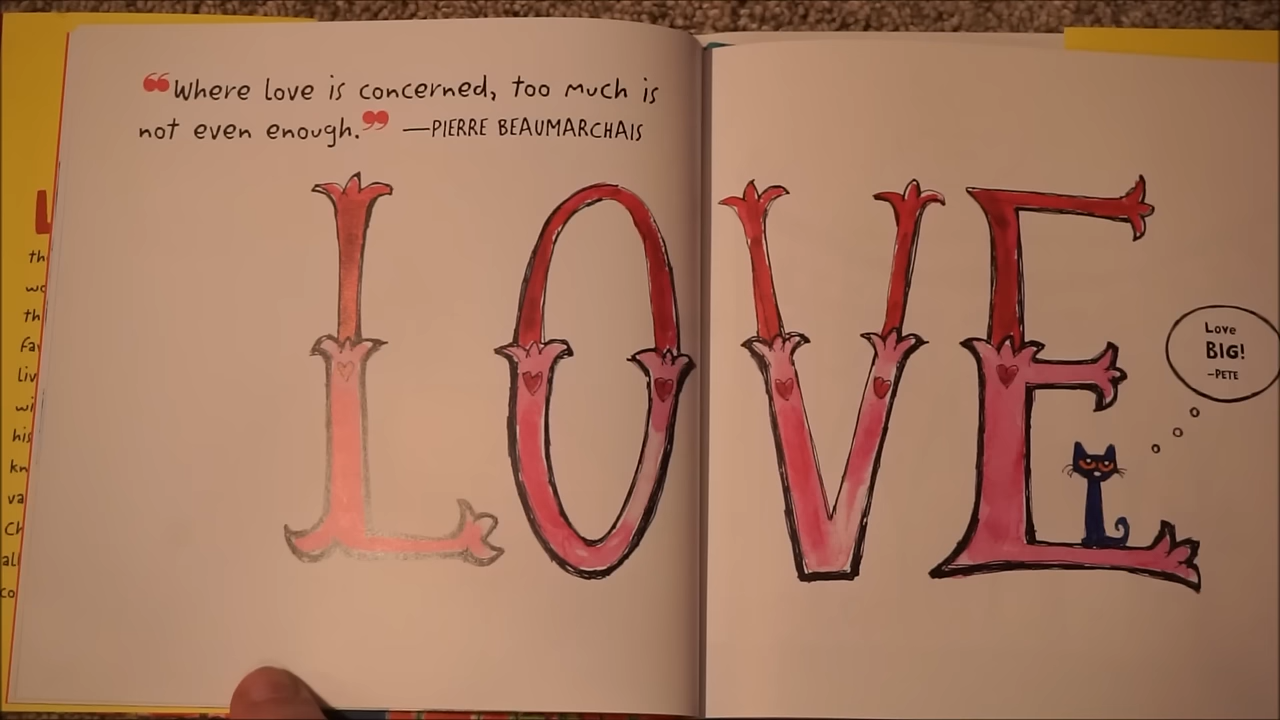 “Where love is concerned, too much is
not even enough.” —PIERRE BEAUMARCHAIS
LOVE
Love
BIG!
-PETE